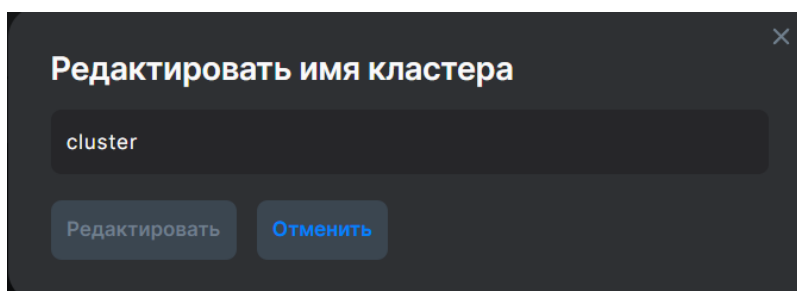 Редактировать имя кластера
cluster
Редактировать Отменить